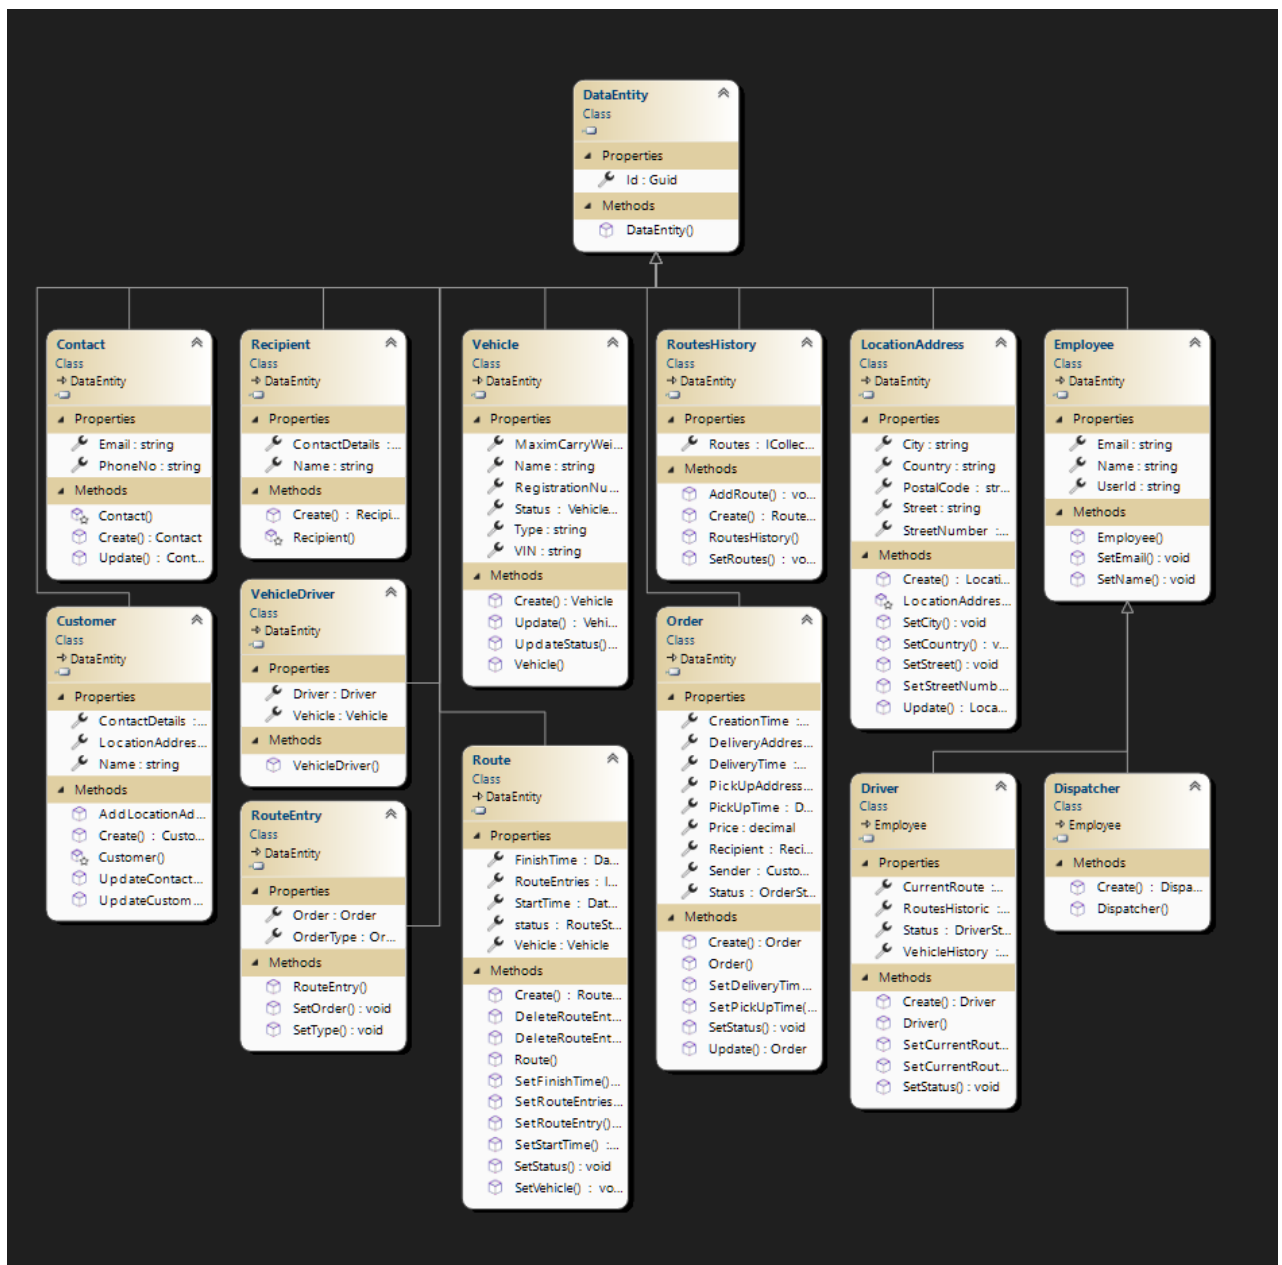 DataEntity
Class
Properties
Id : Guid
Methods
DataEntity()
Contact
Class
DataEntity
Properties
Email : string
PhoneNo : string
Methods
Contact()
Create() : Contact
Update() : Cont...
Recipient
Class
DataEntity
Properties
ContactDetails :...
Name : string
Methods
Create() : Recipi...
Recipient()
Vehicle
Class
DataEntity
Properties
MaximCarryWei...
Name : string
RegistrationNu...
Status : Vehicle...
Type : string
VIN : string
Methods
Create() : Vehicle
Update() : Vehi...
UpdateStatus()...
Vehicle()
RoutesHistory
Class
DataEntity
Properties
Routes : ICollec...
Methods
AddRoute() : vo...
Create() : Route...
RoutesHistory()
SetRoutes() : vo...
LocationAddress
Class
DataEntity
Properties
City : string
Country : string
PostalCode : str...
Street : string
StreetNumber :...
Methods
Create() : Locati...
LocationAddres...
SetCity() : void
SetCountry() : v...
SetStreet() : void
SetStreetNumb...
Update() : Loca...
Employee
Class
DataEntity
Properties
Email : string
Name : string
UserId : string
Methods
Employee()
SetEmail() : void
SetName() : void
Customer
Class
DataEntity
Properties
ContactDetails :...
LocationAddres...
Name : string
Methods
AddLocationAd...
Create() : Custo...
Customer()
UpdateContact...
UpdateCustom...
VehicleDriver
Class
DataEntity
Properties
Driver : Driver
Vehicle : Vehicle
Methods
VehicleDriver()
RouteEntry
Class
DataEntity
Properties
Order : Order
OrderType : Or...
Methods
RouteEntry()
SetOrder() : void
SetType() : void
Route
Class
DataEntity
Properties
FinishTime : Da...
RouteEntries : I...
StartTime : Dat...
status : RouteSt...
Vehicle : Vehicle
Methods
Create() : Route...
DeleteRouteEnt...
DeleteRouteEnt...
Route()
SetFinishTime()...
SetRouteEntries...
SetRouteEntry()...
SetStartTime() :...
SetStatus() : void
SetVehicle() : vo...
Order
Class
DataEntity
Properties
CreationTime :...
DeliveryAddres...
DeliveryTime :...
PickUpAddress...
PickUpTime : D...
Price : decimal
Recipient : Reci...
Sender : Custo...
Status : OrderSt...
Methods
Create() : Order
Order()
SetDeliveryTim...
SetPickUpTime(...
SetStatus() : void
Update() : Order
Driver
Class
Employee
Properties
CurrentRoute :...
RoutesHistoric :...
Status : DriverSt...
VehicleHistory :...
Methods
Create() : Driver
Driver()
SetCurrentRout...
SetCurrentRout...
SetStatus() : void
Dispatcher
Class
Employee
Methods
Create() : Dispa...
Dispatcher()